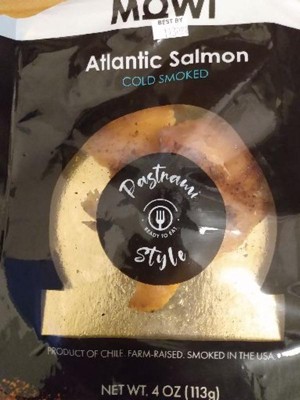 MOWI
BEST BY
Atlantic Salmon
COLD SMOKED
Pastrami
READY TO EAT
Style
PRODUCT OF CHILE. FARM-RAISED. SMOKED IN THE USA
NET WT. 4 OZ (113g)